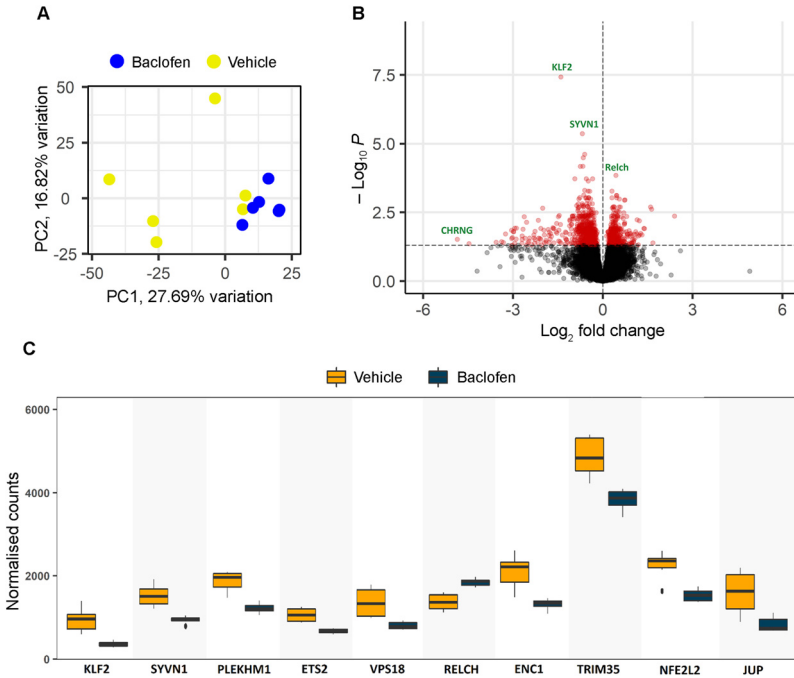 A
Baclofen Vehicle
50
25
0
-25
-50 -25 0 25
PC2, 16.82% variation
PC1, 27.69% variation
B
KLF2
SYVN1
Relch
CHRNG
7.5
5.0
2.5
0.0
-6 -3 0 3 6
– Log10 P
Log2 fold change
C
Vehicle Baclofen
6000
4000
2000
0
Normalised counts
KLF2 SYVN1 PLEKHM1 ETS2 VPS18 RELCH ENC1 TRIM35 NFE2L2 JUP